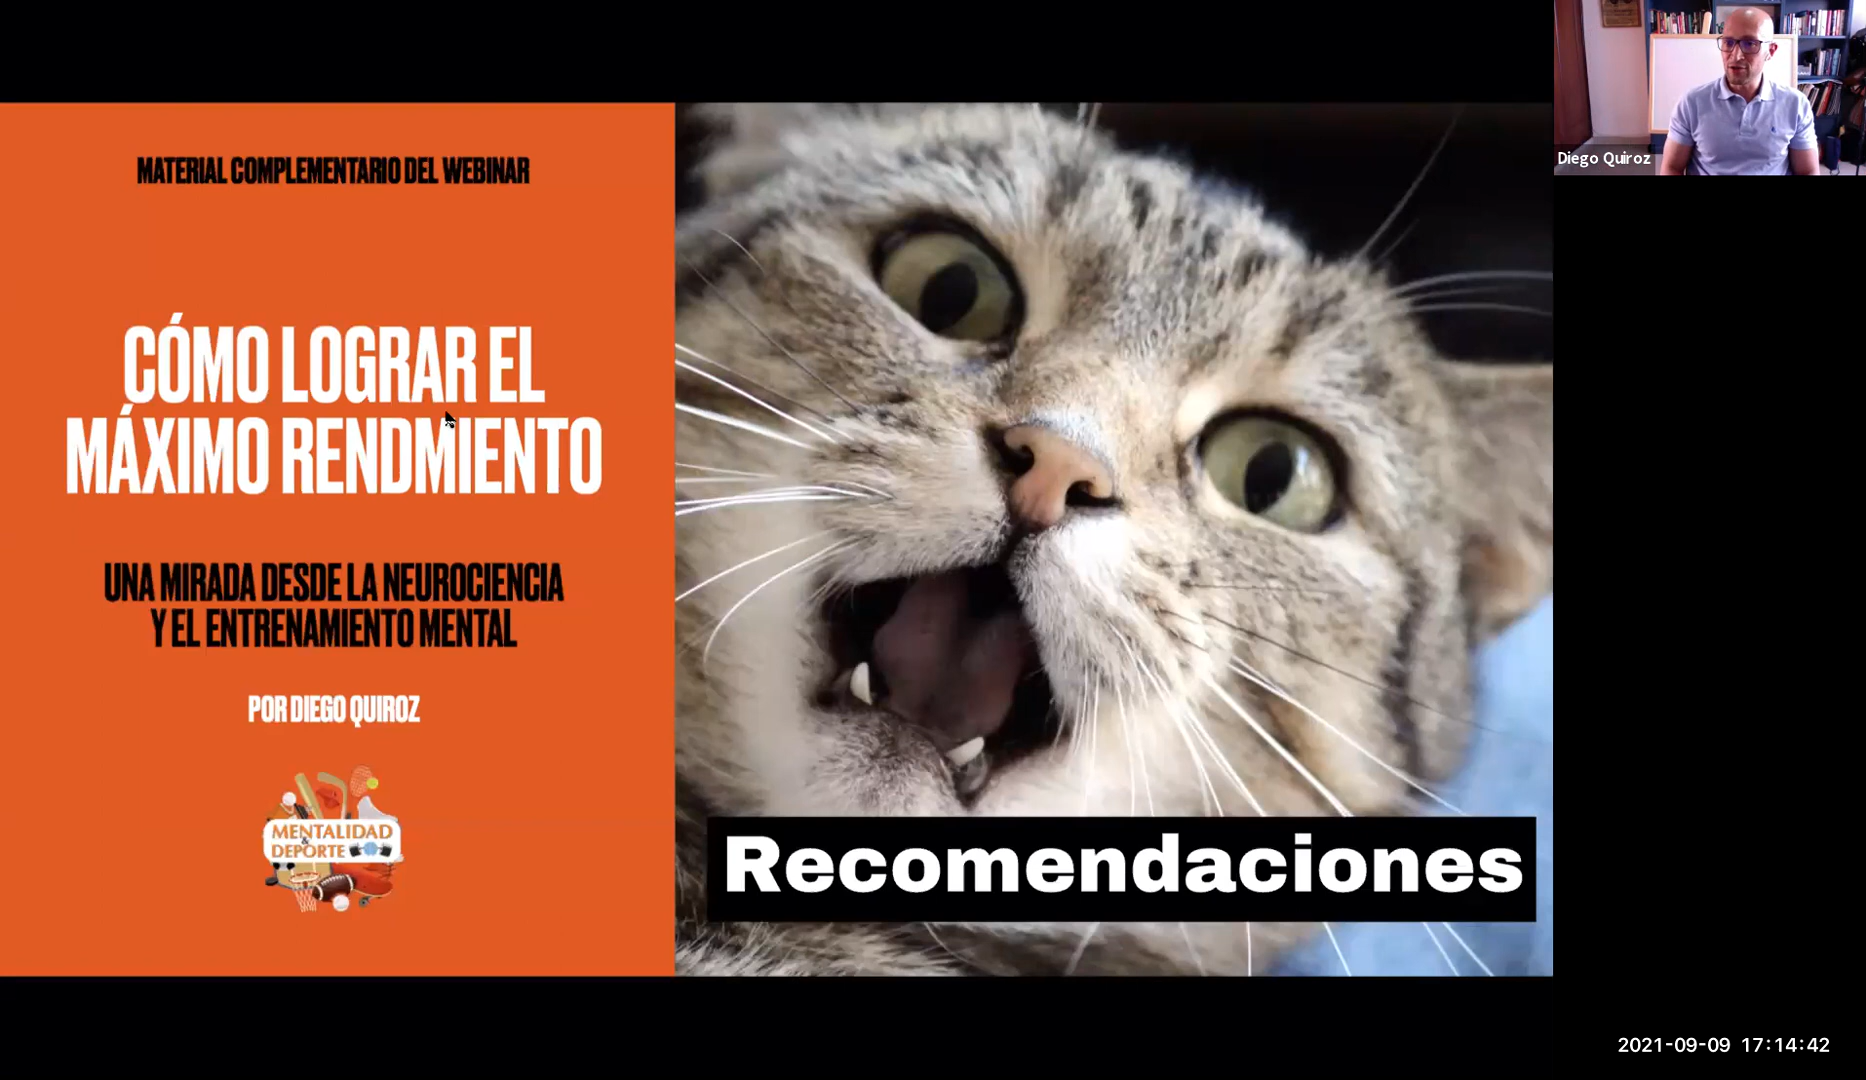 MATERIAL COMPLEMENTARIO DEL WEBINAR
CÓMO LOGRAR EL
MÁXIMO RENDMIENTO
UNA MIRADA DESDE LA NEUROCIENCIA
Y EL ENTRENAMIENTO MENTAL
POR DIEGO QUIROZ
MENTALIDAD
&
DEPORTE
Recomendaciones
Diego Quiroz
2021-09-09 17:14:42